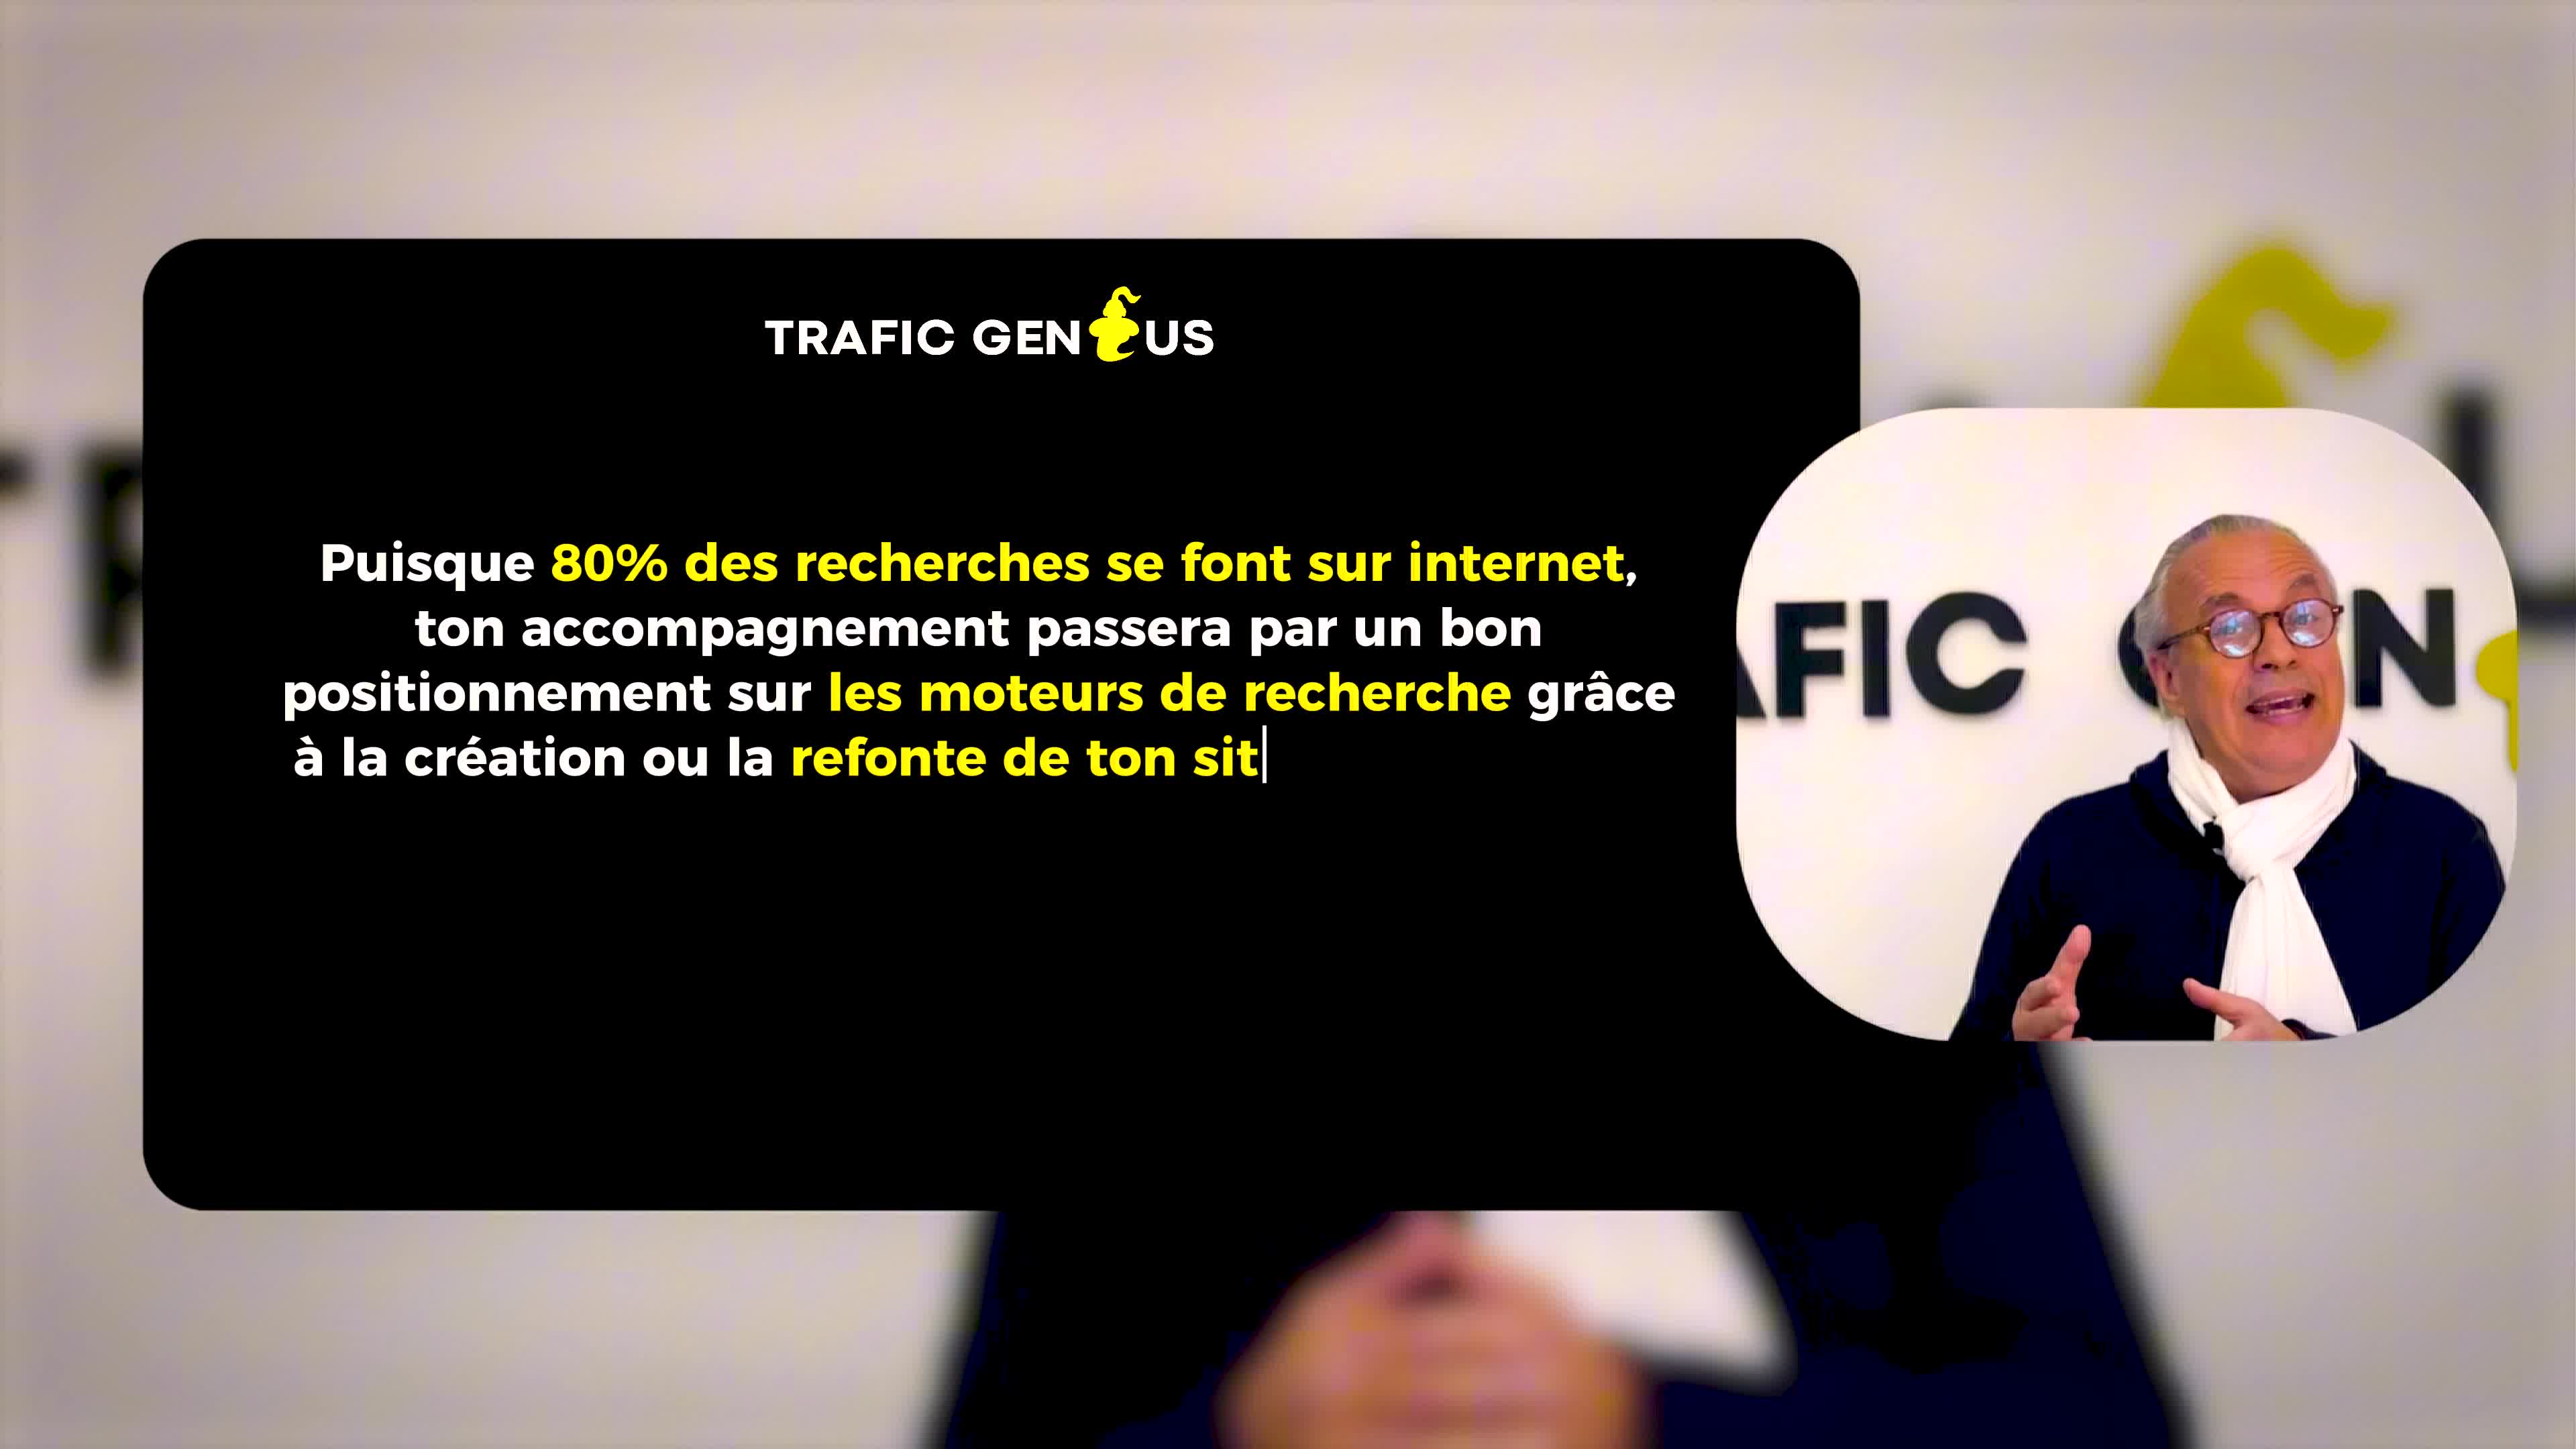 TRAFIC GENIUS
Puisque 80% des recherches se font sur internet,
ton accompagnement passera par un bon
positionnement sur les moteurs de recherche grâce
à la création ou la refonte de ton sit
AFIC GEN